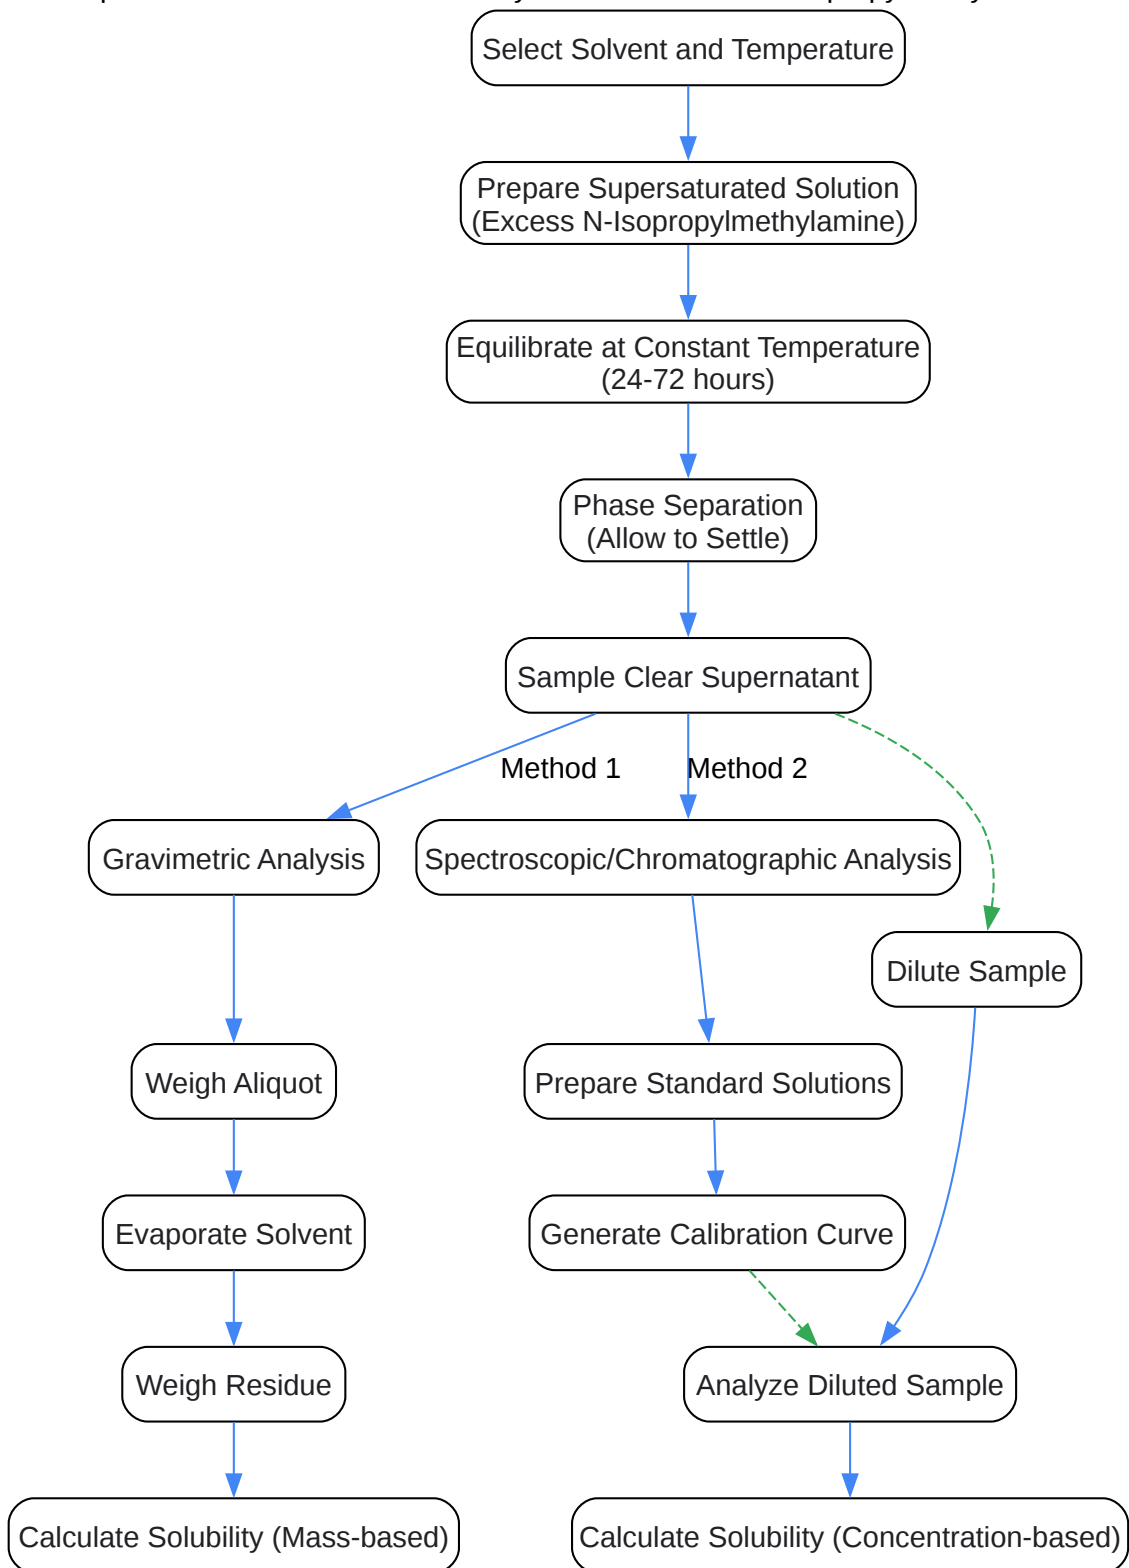 Select Solvent and Temperature
Prepare Supersaturated Solution
(Excess N-Isopropylmethylamine)
Equilibrate at Constant Temperature
(24-72 hours)
Phase Separation
(Allow to Settle)
Sample Clear Supernatant
Method 1
Method 2
Gravimetric Analysis
Spectroscopic/Chromatographic Analysis
Dilute Sample
Weigh Aliquot
Prepare Standard Solutions
Evaporate Solvent
Generate Calibration Curve
Weigh Residue
Analyze Diluted Sample
Calculate Solubility (Mass-based)
Calculate Solubility (Concentration-based)